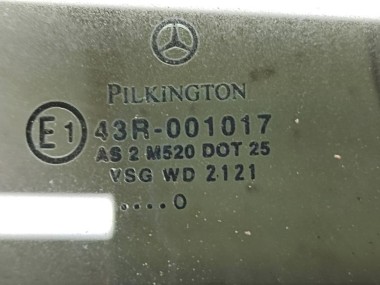 PILKINGTON
E1 43R-001017
AS 2 M520 DOT 25
VSG WD 2121
....0